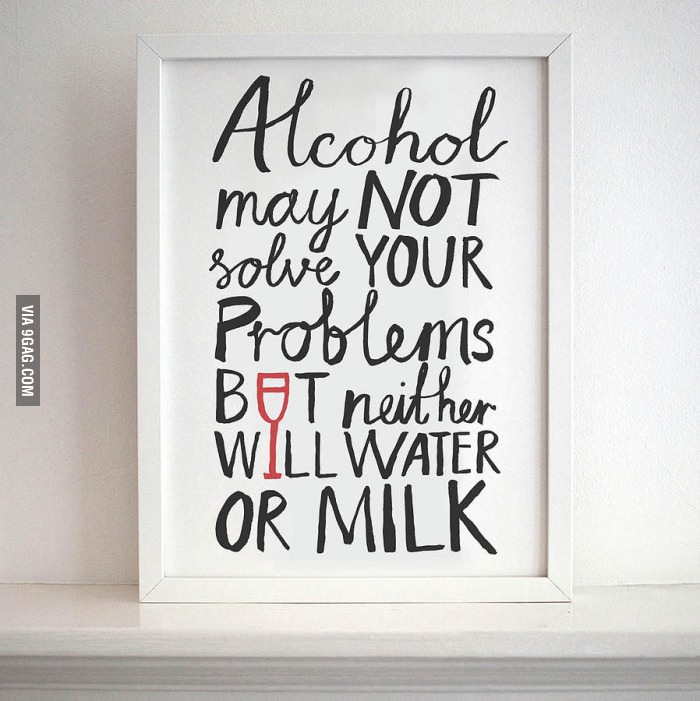 Alcohol
may NOT
solve YOUR
Problems
BUT neither
WILL WATER
OR MILK
VIA 9GAG.COM